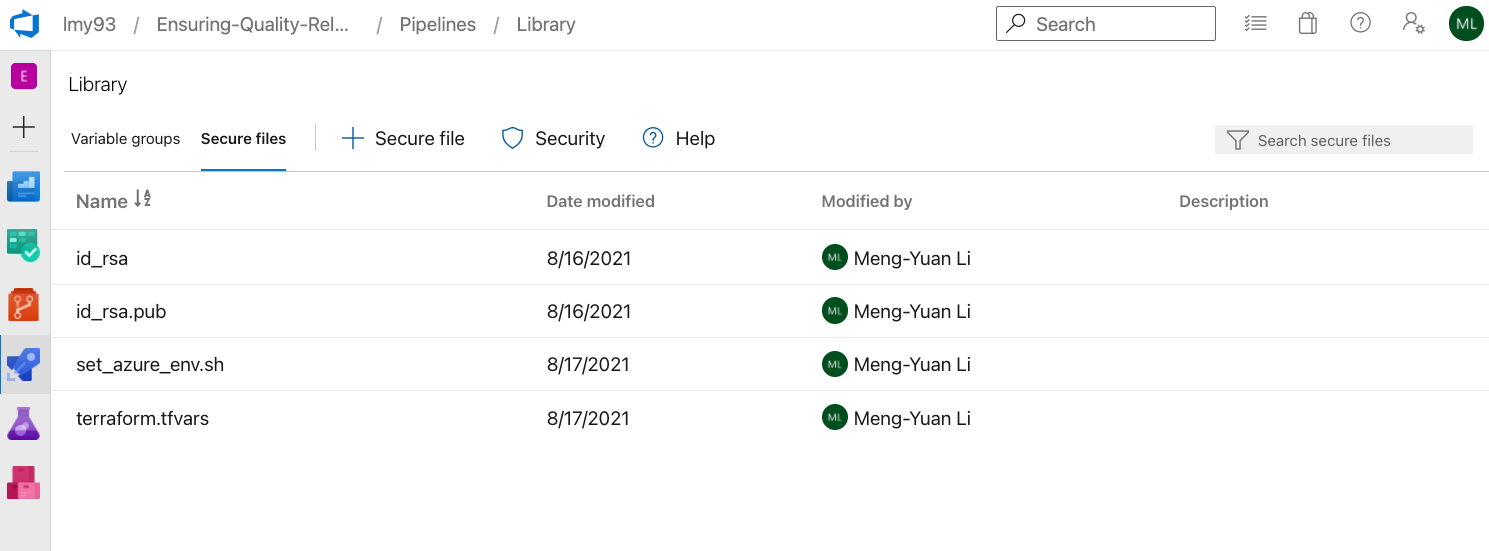 lmy93 / Ensuring-Quality-Rel... / Pipelines / Library Search ML
E
Library
Variable groups Secure files Secure file Security Help Search secure files
Name Date modified Modified by Description
id_rsa 8/16/2021 ML Meng-Yuan Li
id_rsa.pub 8/16/2021 ML Meng-Yuan Li
set_azure_env.sh 8/17/2021 ML Meng-Yuan Li
terraform.tfvars 8/17/2021 ML Meng-Yuan Li